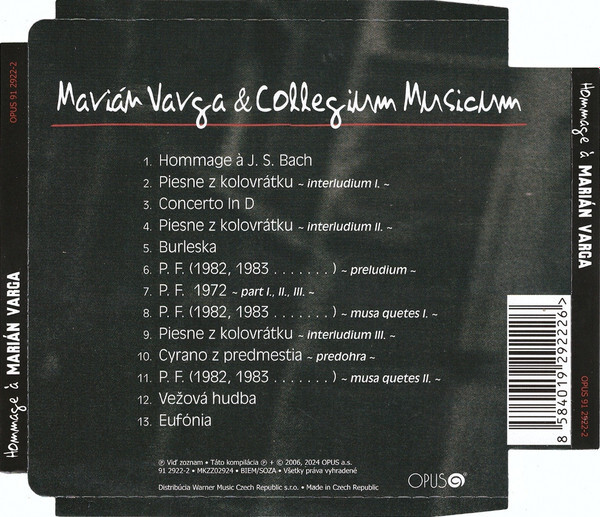 OPUS 91 2922-2
Hommage à MARIÁN VARGA
Marián Varga & Collegium Musicum
1. Hommage à J. S. Bach
2. Piesne z kolovrátku ~ interludium I. ~
3. Concerto In D
4. Piesne z kolovrátku ~ interludium II. ~
5. Burleska
6. P. F. (1982, 1983 . . . . . . . ) ~ preludium ~
7. P. F. 1972 ~ part I., II., III. ~
8. P. F. (1982, 1983 . . . . . . . ) ~ musa quetes I. ~
9. Piesne z kolovrátku ~ interludium III. ~
10. Cyrano z predmestia ~ predohra ~
11. P. F. (1982, 1983 . . . . . . . ) ~ musa quetes II. ~
12. Vežová hudba
13. Eufónia
℗ Viď zoznam • Táto kompilácia ℗ + © 2006, 2024 OPUS a.s.
91 2922-2 • MKZZ02924 • BIEM/SOZA • Všetky práva vyhradené
Distribúcia Warner Music Czech Republic s.r.o. • Made in Czech Republic
OPUS
Hommage à MARIÁN VARGA
8 584019 292226 >
OPUS 91 2922-2